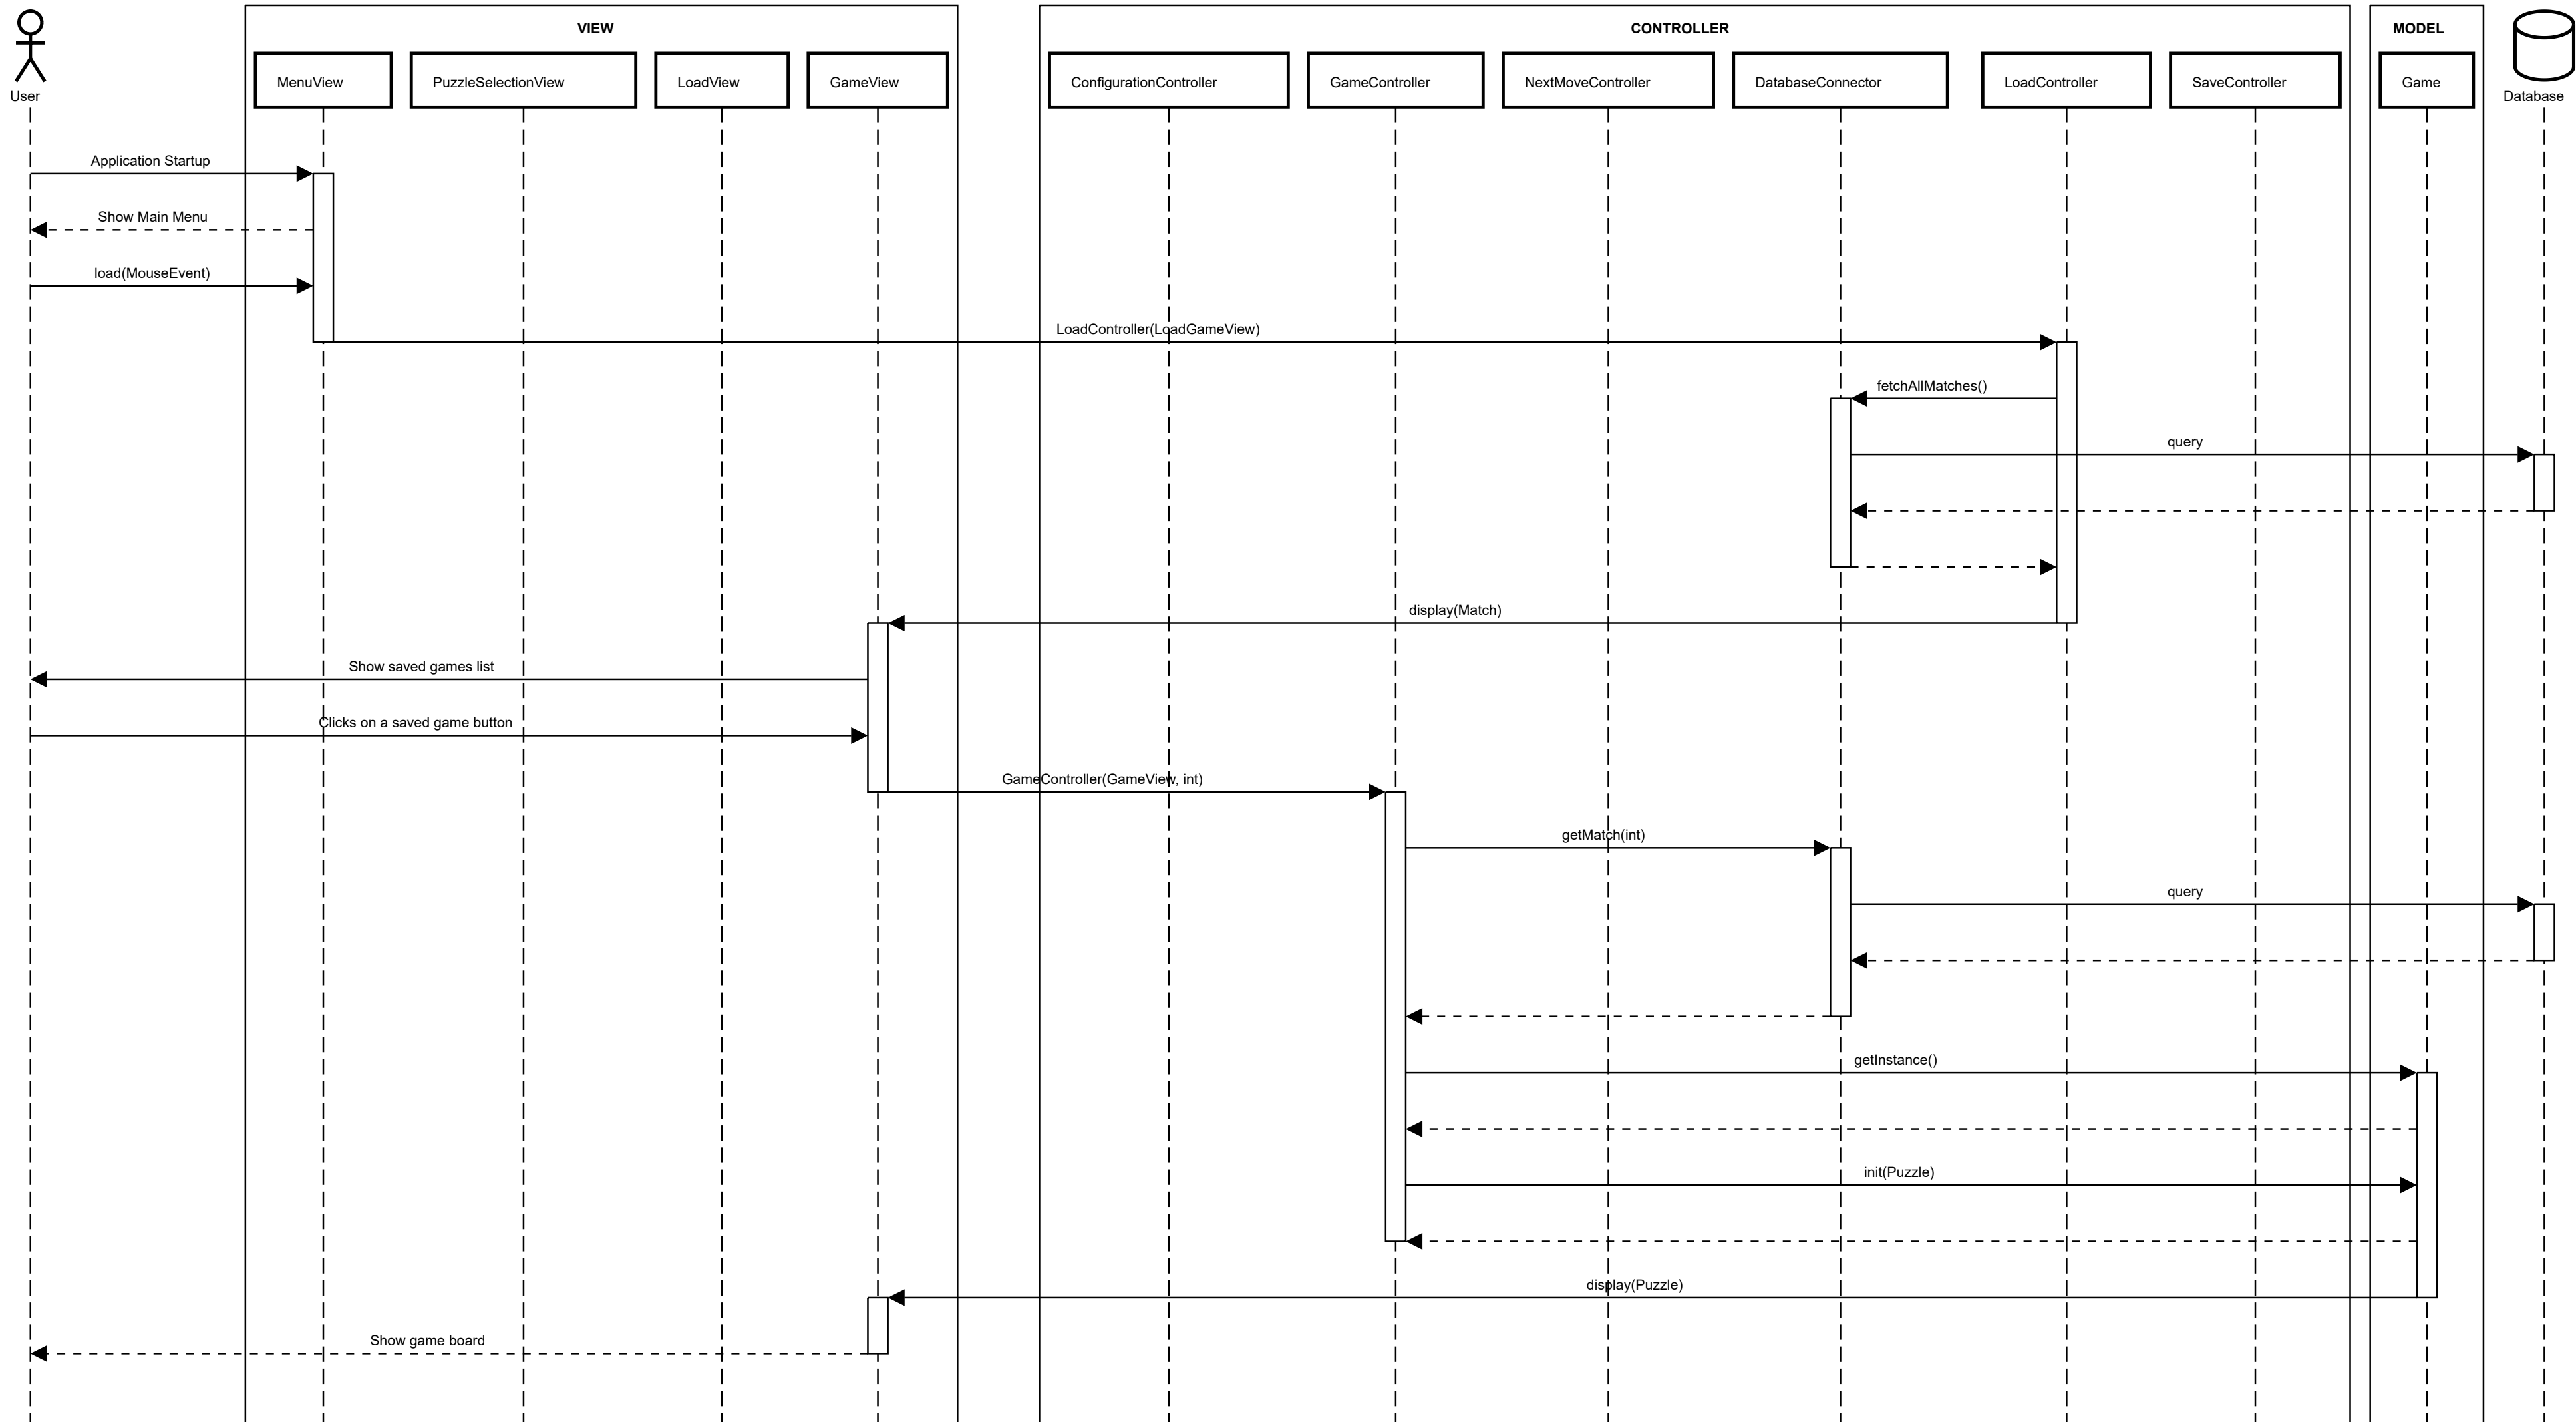 VIEW
CONTROLLER
MODEL
MenuView
PuzzleSelectionView
LoadView
GameView
ConfigurationController
GameController
NextMoveController
DatabaseConnector
LoadController
SaveController
Game
User
Database
Application Startup
Show Main Menu
load(MouseEvent)
LoadController(LoadGameView)
fetchAllMatches()
query
display(Match)
Show saved games list
Clicks on a saved game button
GameController(GameView, int)
getMatch(int)
query
getInstance()
init(Puzzle)
display(Puzzle)
Show game board